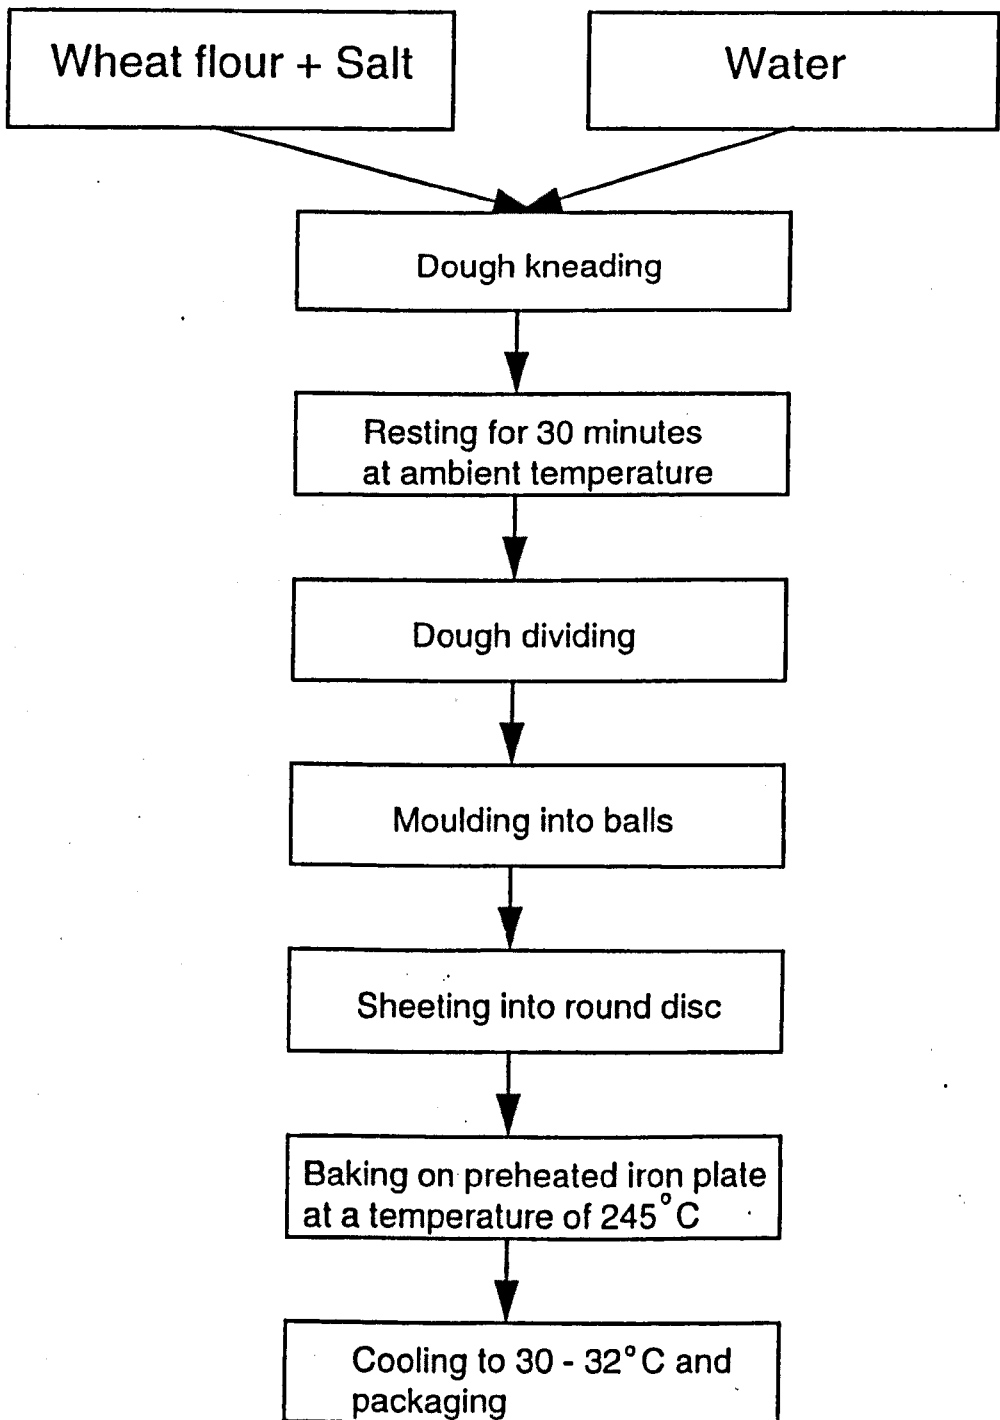 Wheat flour + Salt
Water
Dough kneading
Resting for 30 minutes
at ambient temperature
Dough dividing
Moulding into balls
Sheeting into round disc
Baking on preheated iron plate
at a temperature of 245°C
Cooling to 30 - 32°C and
packaging